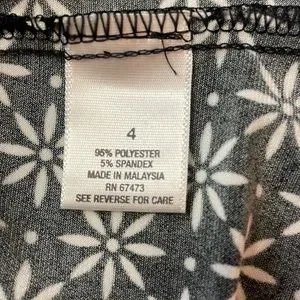 4
95% POLYESTER
5% SPANDEX
MADE IN MALAYSIA
RN 67473
SEE REVERSE FOR CARE